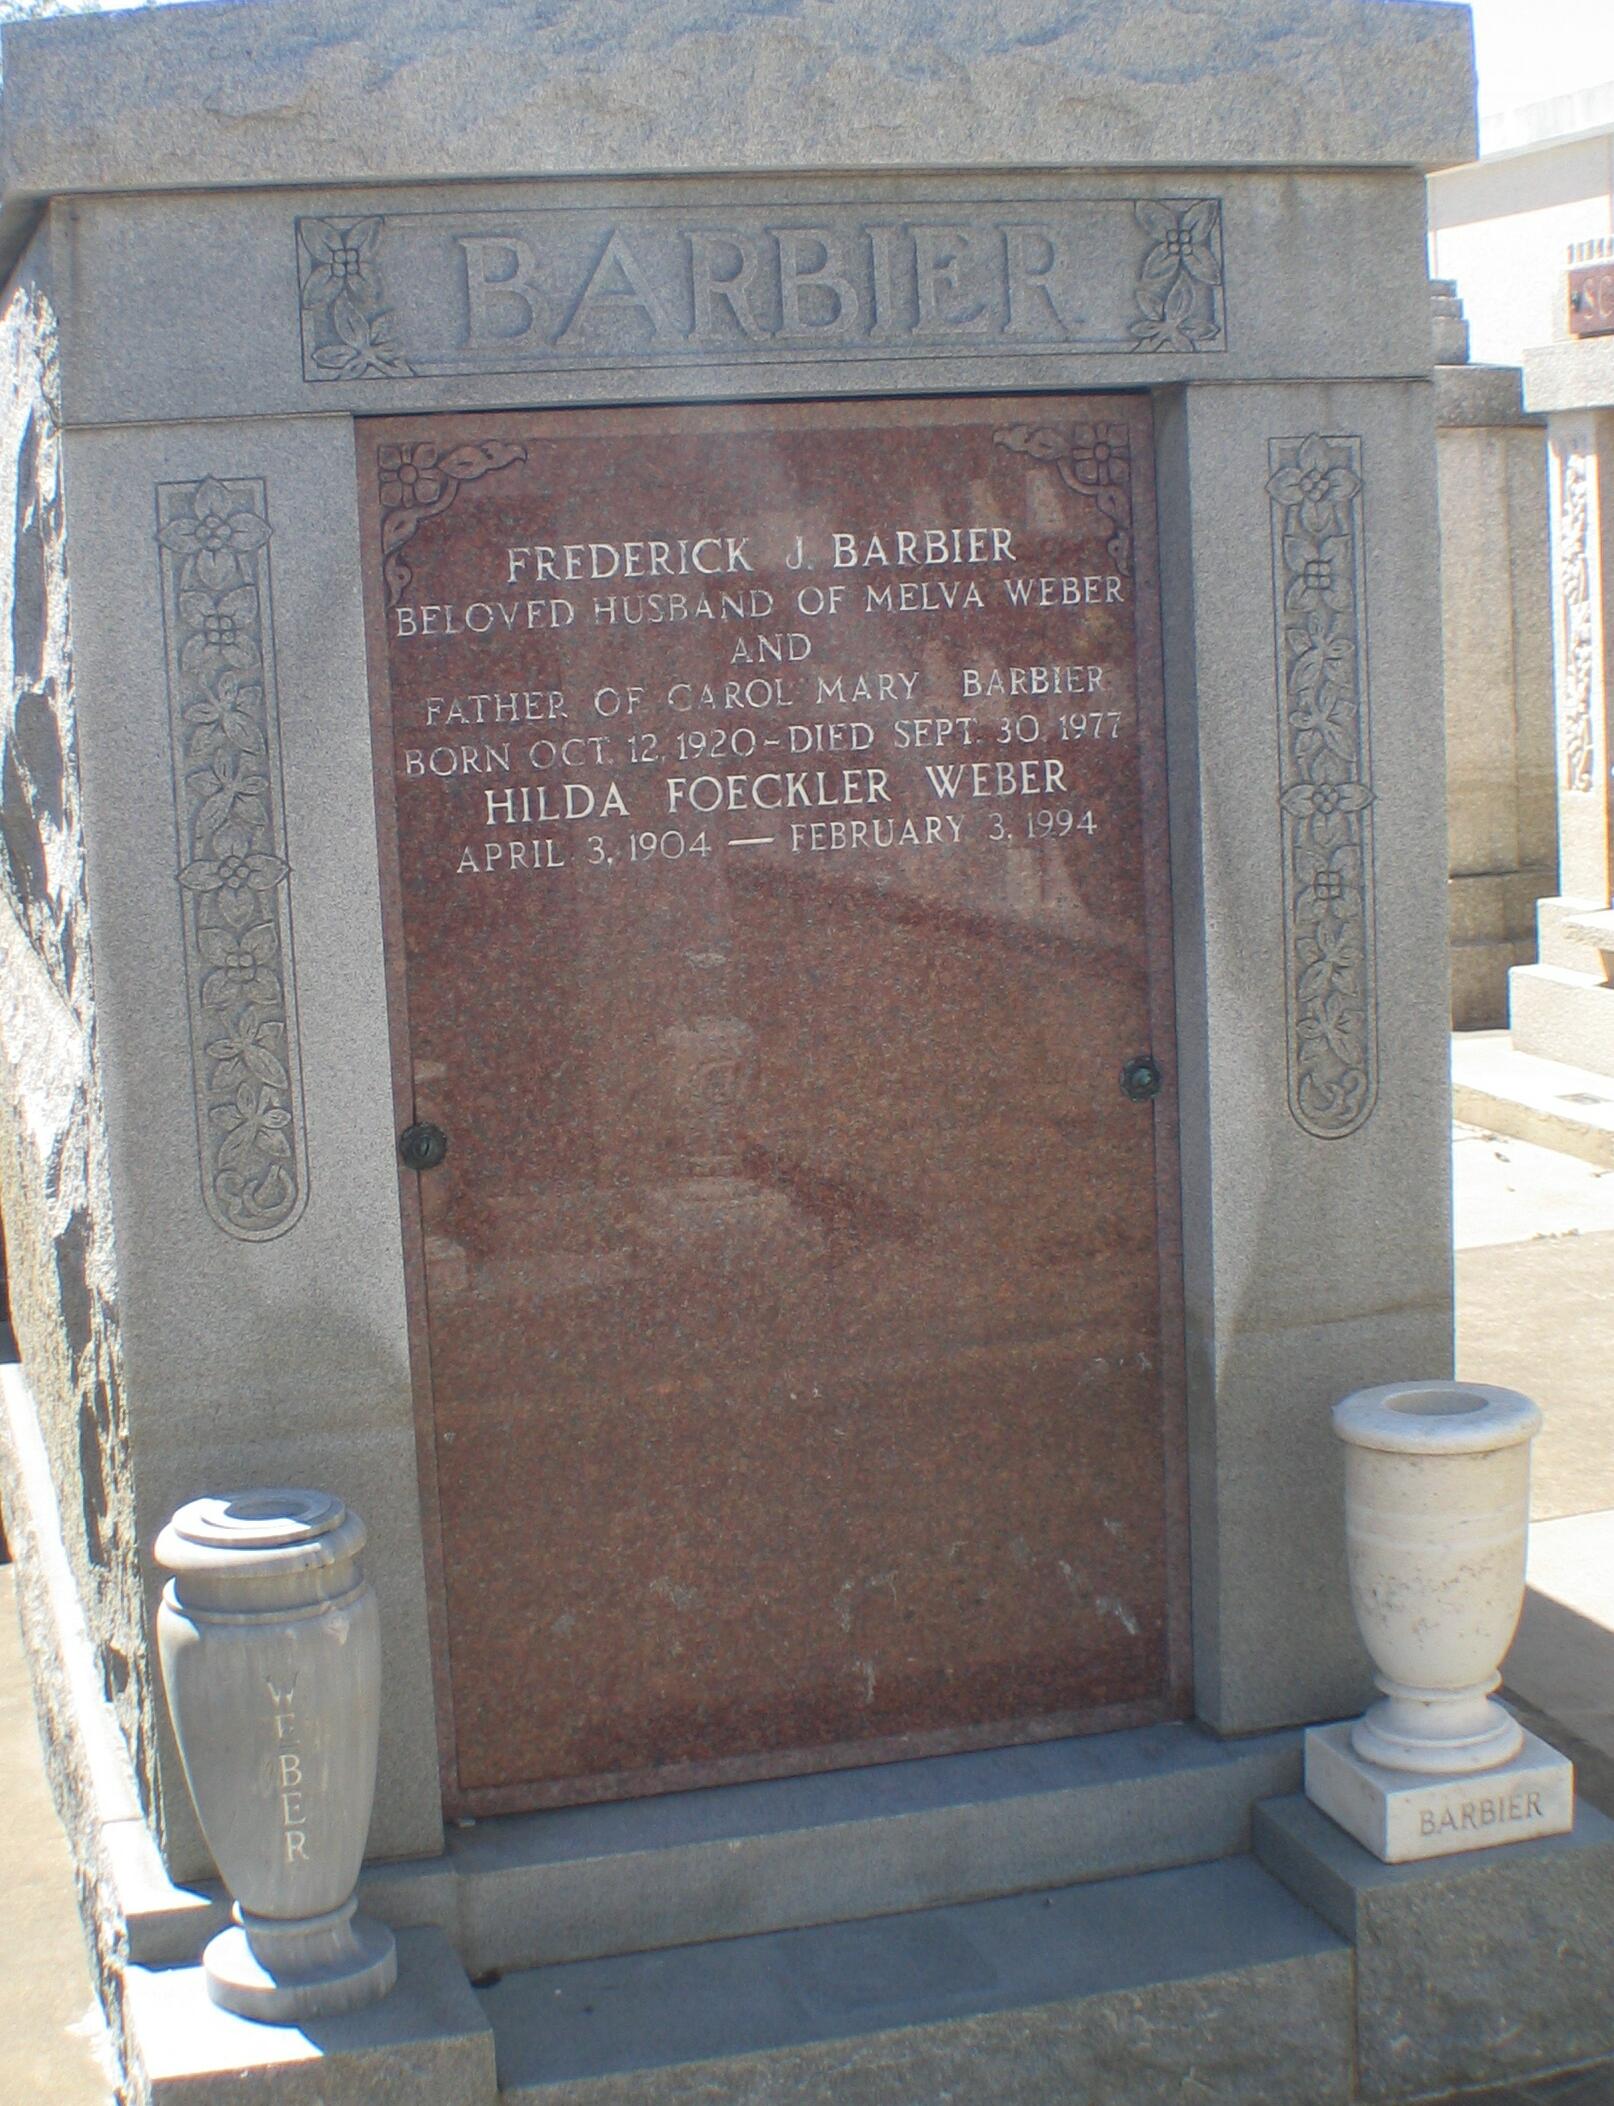 BARBIER
FREDERICK J. BARBIER
BELOVED HUSBAND OF MELVA WEBER
AND
FATHER OF CAROL MARY BARBIER
BORN OCT. 12, 1920-DIED SEPT. 30, 1977
HILDA FOECKLER WEBER
APRIL 3, 1904 — FEBRUARY 3, 1994
WEBER
BARBIER